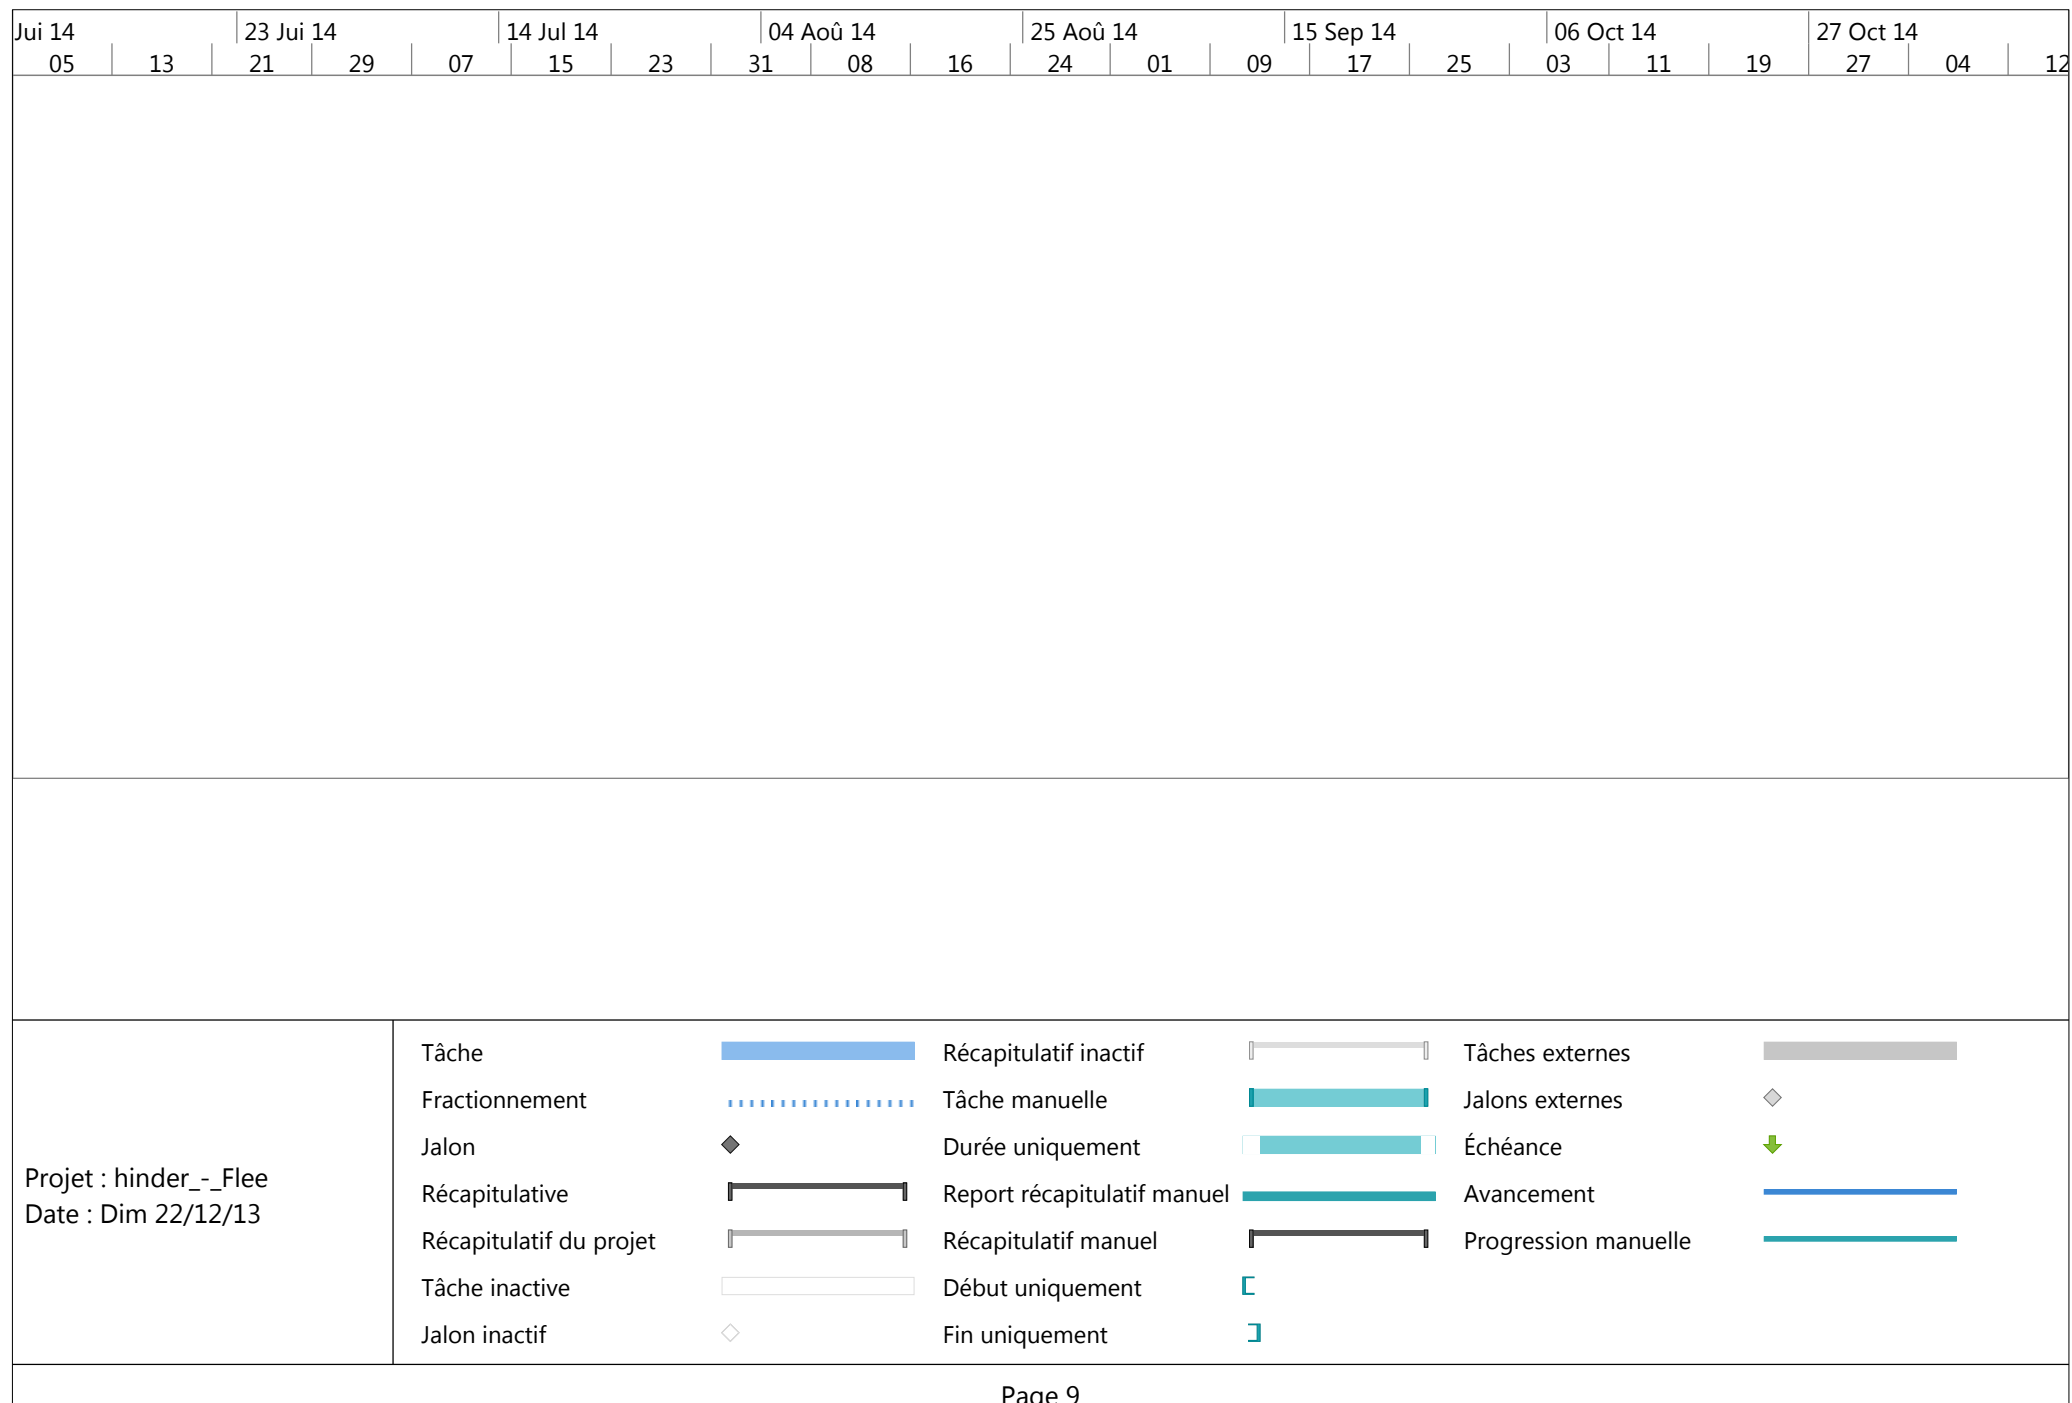 Jui 14 23 Jui 14 14 Jul 14 04 Aoû 14 25 Aoû 14 15 Sep 14 06 Oct 14 27 Oct 14
05 13 21 29 07 15 23 31 08 16 24 01 09 17 25 03 11 19 27 04 12
Projet : hinder_-_Flee
Date : Dim 22/12/13
Tâche
Fractionnement
Jalon
Récapitulative
Récapitulatif du projet
Tâche inactive
Jalon inactif
Récapitulatif inactif
Tâche manuelle
Durée uniquement
Report récapitulatif manuel
Récapitulatif manuel
Début uniquement
Fin uniquement
Tâches externes
Jalons externes
Échéance
Avancement
Progression manuelle
Page 9